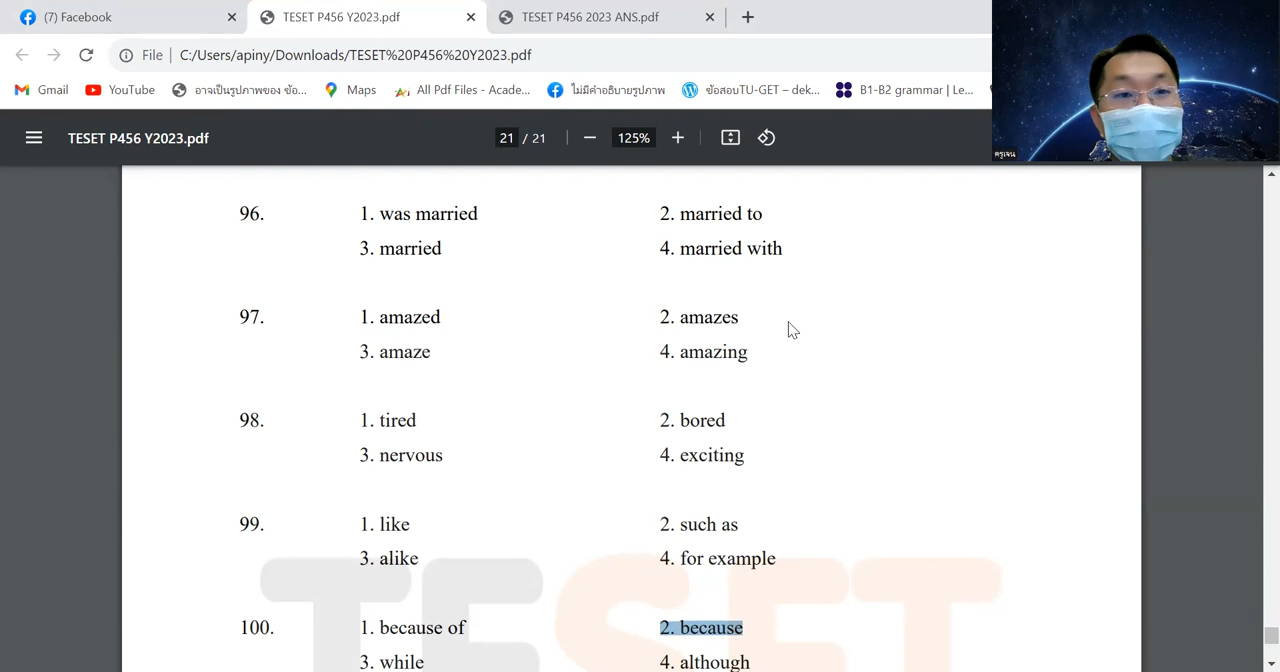 (7) Facebook
TESET P456 Y2023.pdf
TESET P456 2023 ANS.pdf
File
C:/Users/apiny/Downloads/TESET%20P456%20Y2023.pdf
Gmail
YouTube
อาจเป็นรูปภาพของ ข้อ...
Maps
All Pdf Files - Acade...
ไม่มีคำอธิบายรูปภาพ
ข้อสอบTU-GET – dek...
B1-B2 grammar | Le...
ครูเจน
TESET P456 Y2023.pdf
21 / 21
125%
96. 1. was married 2. married to
3. married 4. married with
97. 1. amazed 2. amazes
3. amaze 4. amazing
98. 1. tired 2. bored
3. nervous 4. exciting
99. 1. like 2. such as
3. alike 4. for example
TESET
100. 1. because of 2. because
3. while 4. although